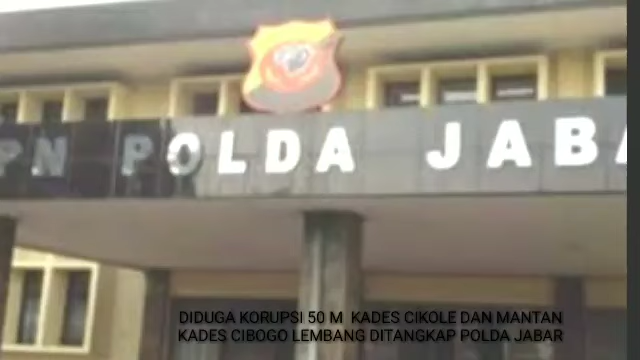 PN POLDA JABA
DIDUGA KORUPSI 50 M KADES CIKOLE DAN MANTAN
KADES CIBOGO LEMBANG DITANGKAP POLDA JABAR